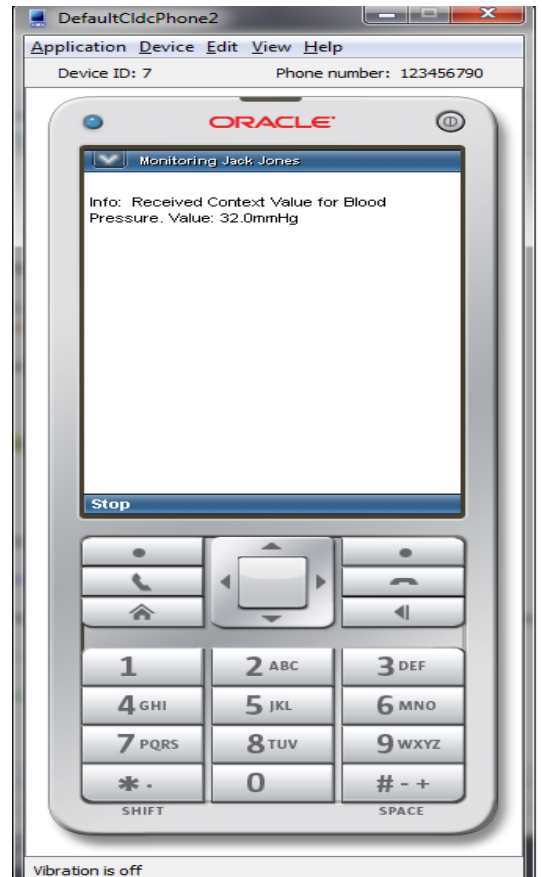 DefaultCldcPhone2
Application Device Edit View Help
Device ID: 7 Phone number: 123456790
ORACLE
Monitoring Jack Jones
Info: Received Context Value for Blood
Pressure. Value: 32.0mmHg
Stop
1 2 ABC 3 DEF
4 GHI 5 JKL 6 MNO
7 PQRS 8 TUV 9 WXYZ
* . 0 # - +
SHIFT SPACE
Vibration is off